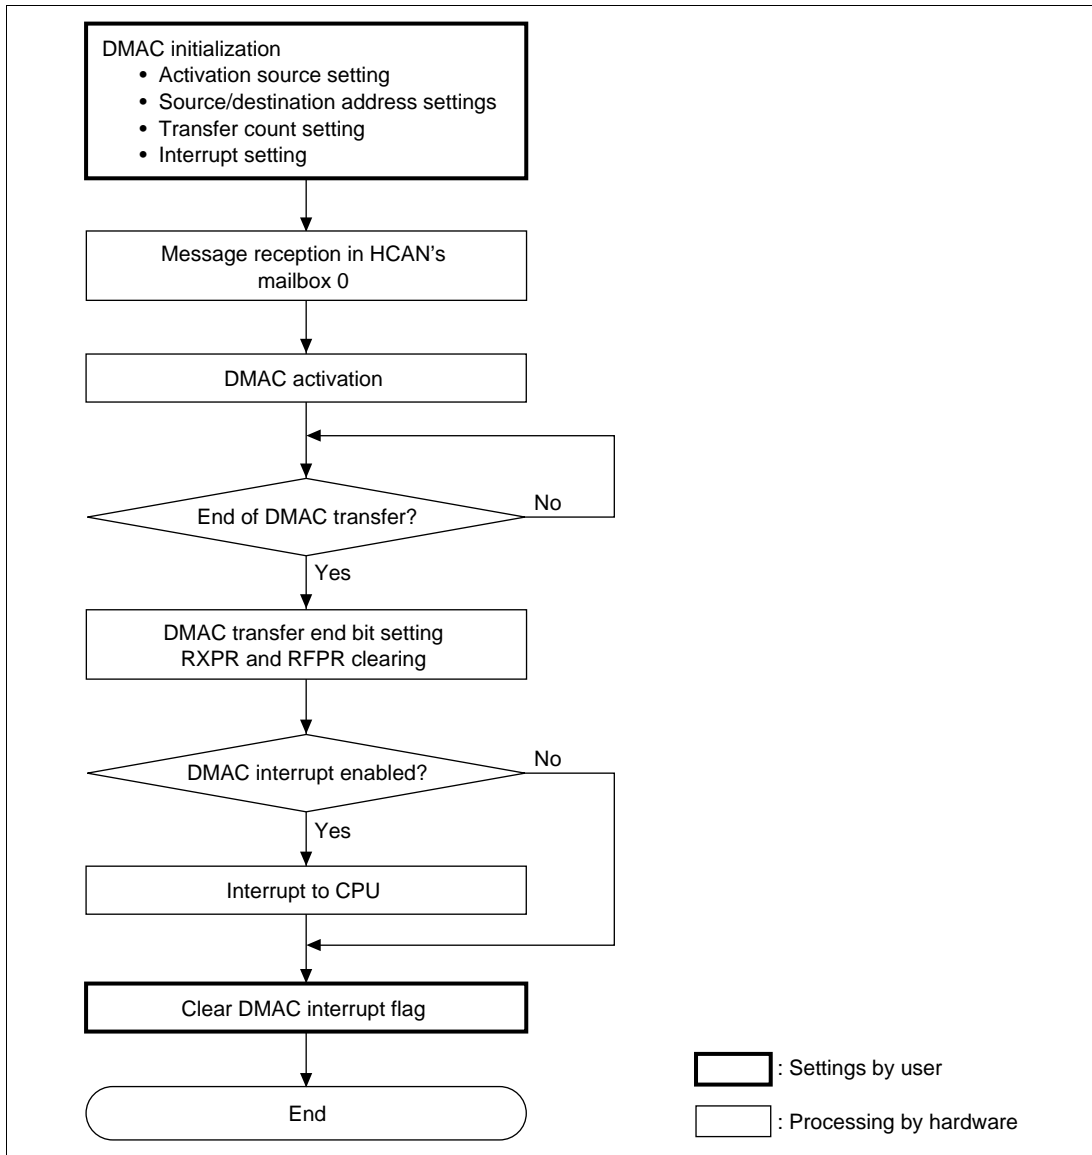 DMAC initialization
• Activation source setting
• Source/destination address settings
• Transfer count setting
• Interrupt setting
Message reception in HCAN's
mailbox 0
DMAC activation
End of DMAC transfer?
No
Yes
DMAC transfer end bit setting
RXPR and RFPR clearing
DMAC interrupt enabled?
No
Yes
Interrupt to CPU
Clear DMAC interrupt flag
End
: Settings by user
: Processing by hardware